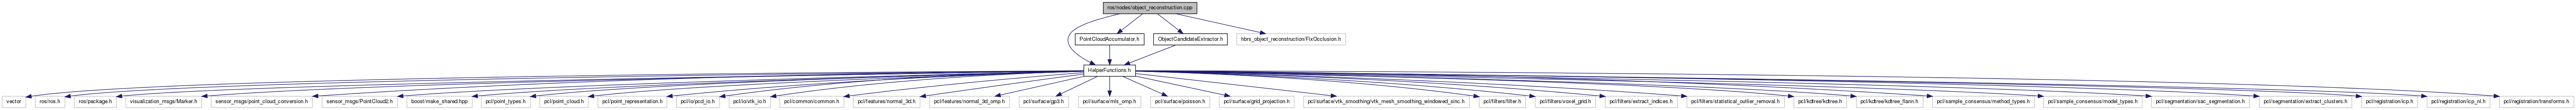 ros/nodes/object_reconstruction.cpp
PointCloudAccumulator.h
ObjectCandidateExtractor.h
hbrs_object_reconstruction/FixOcclusion.h
HelperFunctions.h
vector
ros/ros.h
ros/package.h
visualization_msgs/Marker.h
sensor_msgs/point_cloud_conversion.h
sensor_msgs/PointCloud2.h
boost/make_shared.hpp
pcl/point_types.h
pcl/point_cloud.h
pcl/point_representation.h
pcl/io/pcd_io.h
pcl/io/vtk_io.h
pcl/common/common.h
pcl/features/normal_3d.h
pcl/features/normal_3d_omp.h
pcl/surface/gp3.h
pcl/surface/mls_omp.h
pcl/surface/poisson.h
pcl/surface/grid_projection.h
pcl/surface/vtk_smoothing/vtk_mesh_smoothing_windowed_sinc.h
pcl/filters/filter.h
pcl/filters/voxel_grid.h
pcl/filters/extract_indices.h
pcl/filters/statistical_outlier_removal.h
pcl/kdtree/kdtree.h
pcl/kdtree/kdtree_flann.h
pcl/sample_consensus/method_types.h
pcl/sample_consensus/model_types.h
pcl/segmentation/sac_segmentation.h
pcl/segmentation/extract_clusters.h
pcl/registration/icp.h
pcl/registration/icp_nl.h
pcl/registration/transforms.h